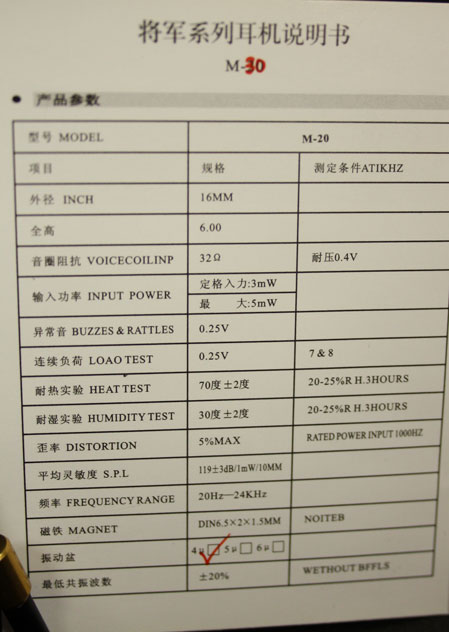 将军系列耳机说明书
M-30
● 产品参数
型号 MODEL M-20
项目 规格 测定条件ATIKHZ
外径 INCH 16MM
全高 6.00
音圈阻抗 VOICECOILINP 32Ω 耐压0.4V
输入功率 INPUT POWER 定格入力:3mW
最 大:5mW
异常音 BUZZES & RATTLES 0.25V
连续负荷 LOAO TEST 0.25V 7 & 8
耐热实验 HEAT TEST 70度 ±2度 20-25%R H.3HOURS
耐湿实验 HUMIDITY TEST 30度 ±2度 20-25%R H.3HOURS
歪率 DISTORTION 5%MAX RATED POWER INPUT 1000HZ
平均灵敏度 S.P.L 119±3dB/1mW/10MM
频率 FREQUENCY RANGE 20Hz—24KHz
磁铁 MAGNET DIN6.5×2×1.5MM NOITEB
振动盆 4μ□ 5μ□ 6μ□
最低共振波数 ±20% WETHOUT BFFLS